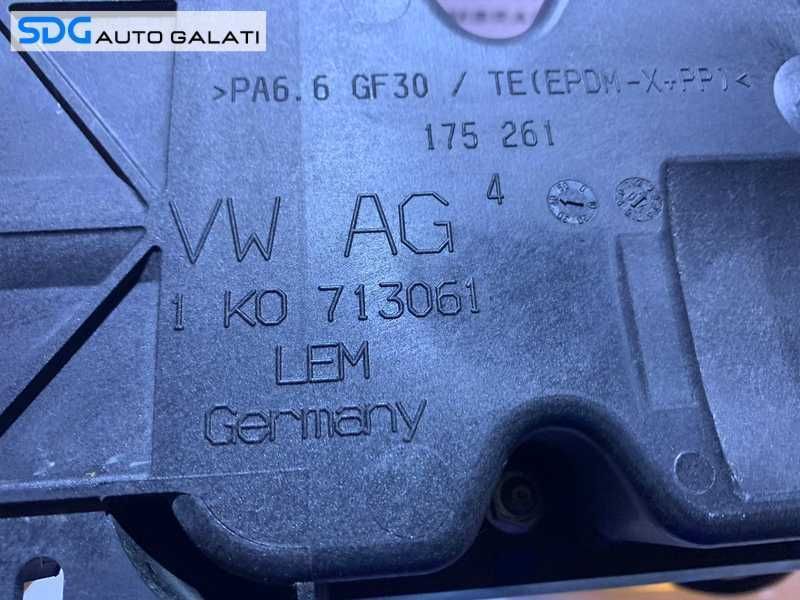 SDG AUTO GALATI
>PA6.6 GF30 / TE(EPDM-X+PP)<
175 261
VW AG 4
1 K0 713061
LEM
Germany